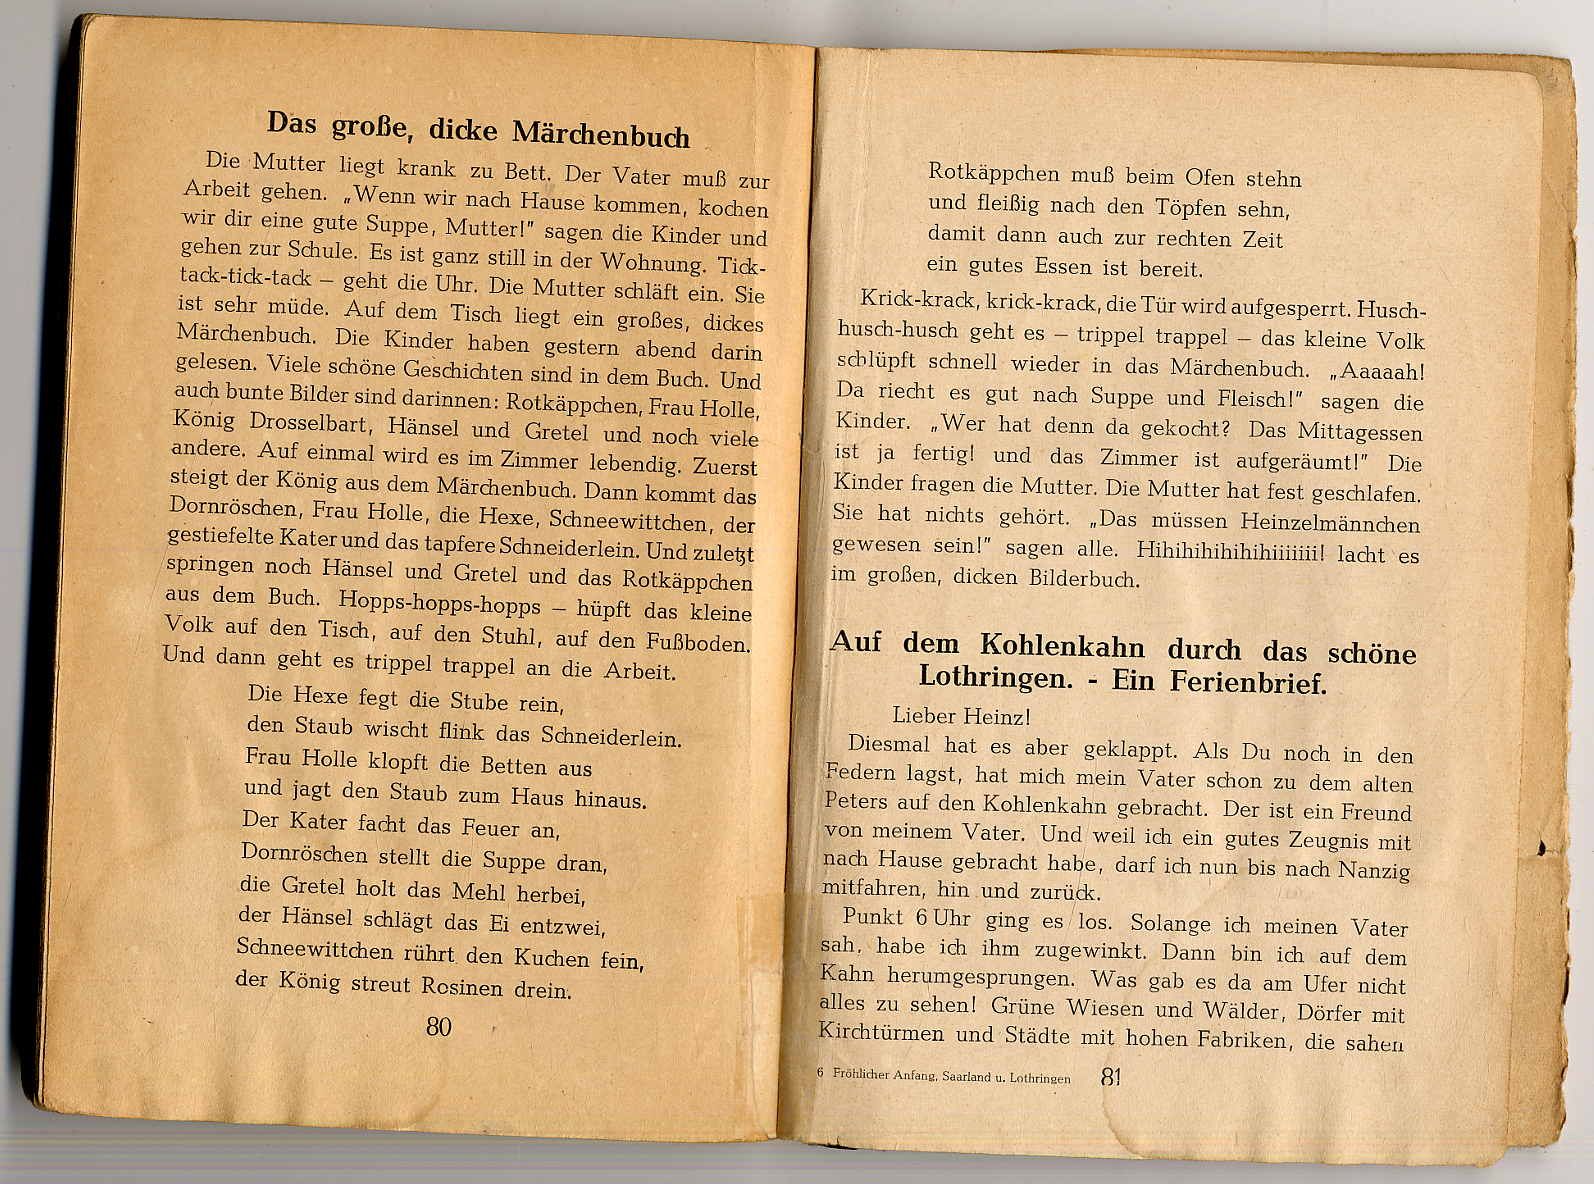 Das große, dicke Märchenbuch
Die Mutter liegt krank zu Bett. Der Vater muß zur
Arbeit gehen. „Wenn wir nach Hause kommen, kochen
wir dir eine gute Suppe, Mutter!" sagen die Kinder und
gehen zur Schule. Es ist ganz still in der Wohnung. Tick-
tack-tick-tack – geht die Uhr. Die Mutter schläft ein. Sie
ist sehr müde. Auf dem Tisch liegt ein großes, dickes
Märchenbuch. Die Kinder haben gestern abend darin
gelesen. Viele schöne Geschichten sind in dem Buch. Und
auch bunte Bilder sind darinnen: Rotkäppchen, Frau Holle,
König Drosselbart, Hänsel und Gretel und noch viele
andere. Auf einmal wird es im Zimmer lebendig. Zuerst
steigt der König aus dem Märchenbuch. Dann kommt das
Dornröschen, Frau Holle, die Hexe, Schneewittchen, der
gestiefelte Kater und das tapfere Schneiderlein. Und zuletzt
springen noch Hänsel und Gretel und das Rotkäppchen
aus dem Buch. Hopps-hopps-hopps – hüpft das kleine
Volk auf den Tisch, auf den Stuhl, auf den Fußboden.
Und dann geht es trippel trappel an die Arbeit.
Die Hexe fegt die Stube rein,
den Staub wischt flink das Schneiderlein.
Frau Holle klopft die Betten aus
und jagt den Staub zum Haus hinaus.
Der Kater facht das Feuer an,
Dornröschen stellt die Suppe dran,
die Gretel holt das Mehl herbei,
der Hänsel schlägt das Ei entzwei,
Schneewittchen rührt den Kuchen fein,
der König streut Rosinen drein.
80
Rotkäppchen muß beim Ofen stehn
und fleißig nach den Töpfen sehn,
damit dann auch zur rechten Zeit
ein gutes Essen ist bereit.
Krick-krack, krick-krack, die Tür wird aufgesperrt. Husch-
husch-husch geht es – trippel trappel – das kleine Volk
schlüpft schnell wieder in das Märchenbuch. „Aaaaah!
Da riecht es gut nach Suppe und Fleisch!" sagen die
Kinder. „Wer hat denn da gekocht? Das Mittagessen
ist ja fertig! und das Zimmer ist aufgeräumt!" Die
Kinder fragen die Mutter. Die Mutter hat fest geschlafen.
Sie hat nichts gehört. „Das müssen Heinzelmännchen
gewesen sein!" sagen alle. Hihihihihihihiiiiiii! lacht es
im großen, dicken Bilderbuch.
Auf dem Kohlenkahn durch das schöne
Lothringen. - Ein Ferienbrief.
Lieber Heinz!
Diesmal hat es aber geklappt. Als Du noch in den
Federn lagst, hat mich mein Vater schon zu dem alten
Peters auf den Kohlenkahn gebracht. Der ist ein Freund
von meinem Vater. Und weil ich ein gutes Zeugnis mit
nach Hause gebracht habe, darf ich nun bis nach Nanzig
mitfahren, hin und zurück.
Punkt 6 Uhr ging es los. Solange ich meinen Vater
sah, habe ich ihm zugewinkt. Dann bin ich auf dem
Kahn herumgesprungen. Was gab es da am Ufer nicht
alles zu sehen! Grüne Wiesen und Wälder, Dörfer mit
Kirchtürmen und Städte mit hohen Fabriken, die sahen
6 Fröhlicher Anfang, Saarland u. Lothringen 81